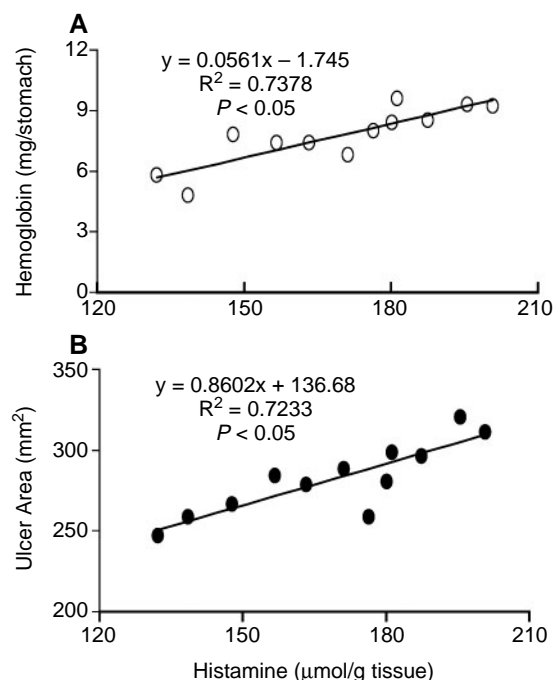 A
12
y = 0.0561x – 1.745
R² = 0.7378
P < 0.05
9
6
3
0
Hemoglobin (mg/stomach)
120 150 180 210
B
350
y = 0.8602x + 136.68
R² = 0.7233
P < 0.05
300
250
200
Ulcer Area (mm²)
120 150 180 210
Histamine (μmol/g tissue)